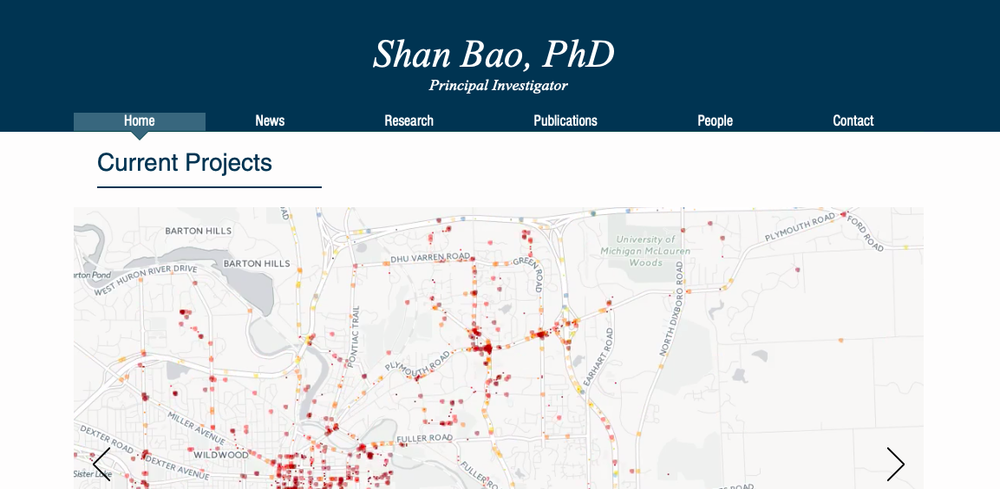 Shan Bao, PhD
Principal Investigator
Home News Research Publications People Contact
Current Projects
BARTON HILLS
BARTON HILLS
DHU VARREN ROAD
GREEN ROAD
University of
Michigan McLauren
Woods
PLYMOUTH ROAD
FORD ROAD
rton Pond
WEST HURON RIVER DRIVE
PONTIAC TRAIL
NORTH DIXBORO ROAD
EARHART ROAD
PLYMOUTH ROAD
MILLER AVENUE
DEXTER ROAD
DEXTER AVENUE
WILDWOOD
FULLER ROAD
FULLER RO
Sister Lake
ROAD